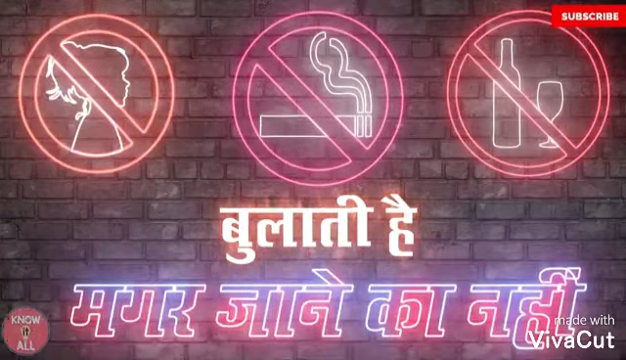 SUBSCRIBE
बुलाती है
मगर जाने का नहीं
KNOW
IT
ALL
made with
VivaCut